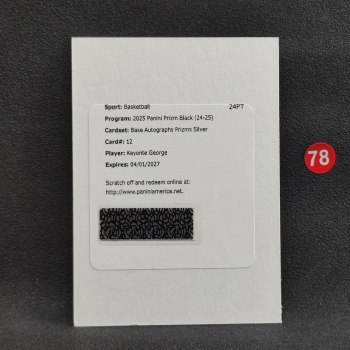 Sport: Basketball 24PT
Program: 2025 Panini Prizm Black (24-25)
Cardset: Base Autographs Prizms Silver
Card#: 12
Player: Keyonte George
Expires: 04/01/2027
Scratch off and redeem online at:
http://www.paniniamerica.net.
78